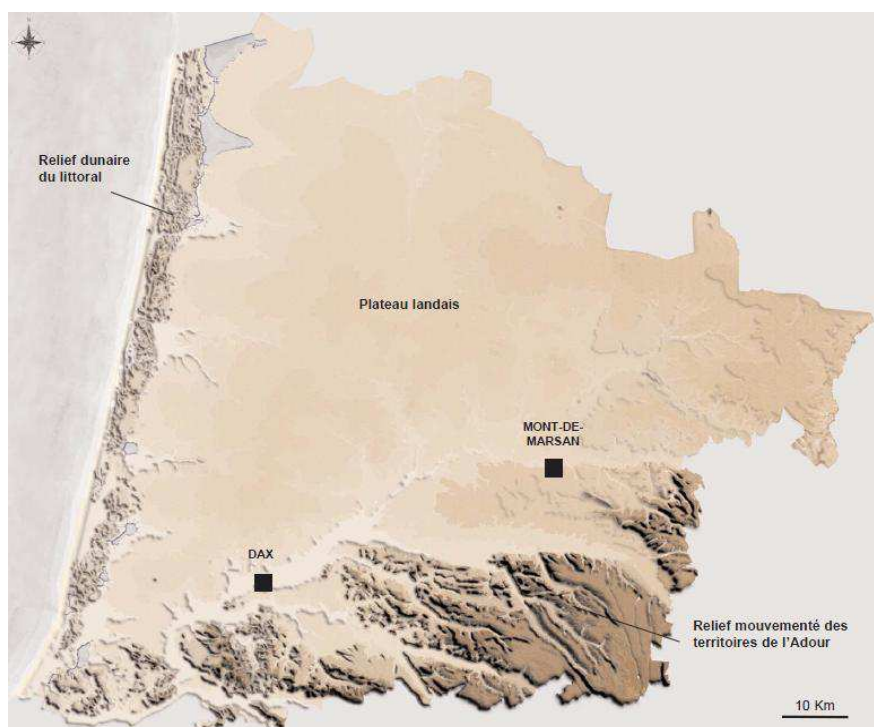 Relief dunaire
du littoral
Plateau landais
MONT-DE-
MARSAN
DAX
Relief mouvementé des
territoires de l'Adour
10 Km